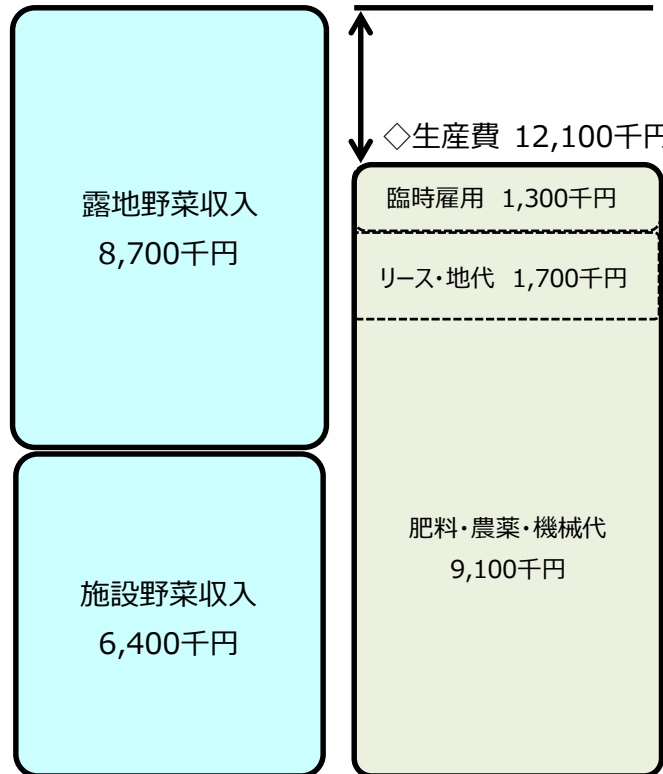 露地野菜収入
8,700千円
施設野菜収入
6,400千円
◇生産費 12,100千円
臨時雇用 1,300千円
リース・地代 1,700千円
肥料・農薬・機械代
9,100千円